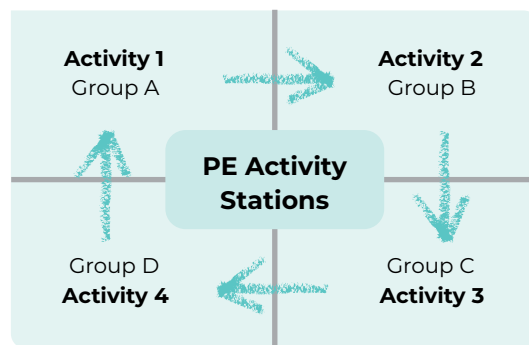 Activity 1
Group A
Activity 2
Group B
PE Activity
Stations
Group D
Activity 4
Group C
Activity 3